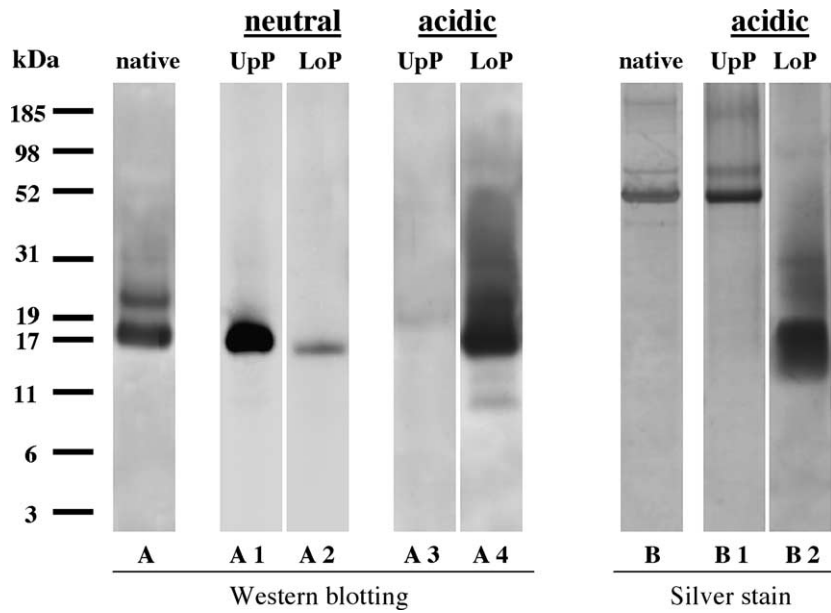 neutral acidic acidic
kDa native UpP LoP UpP LoP native UpP LoP
185
98
52
31
19
17
11
6
3
A A 1 A 2 A 3 A 4 B B 1 B 2
Western blotting Silver stain